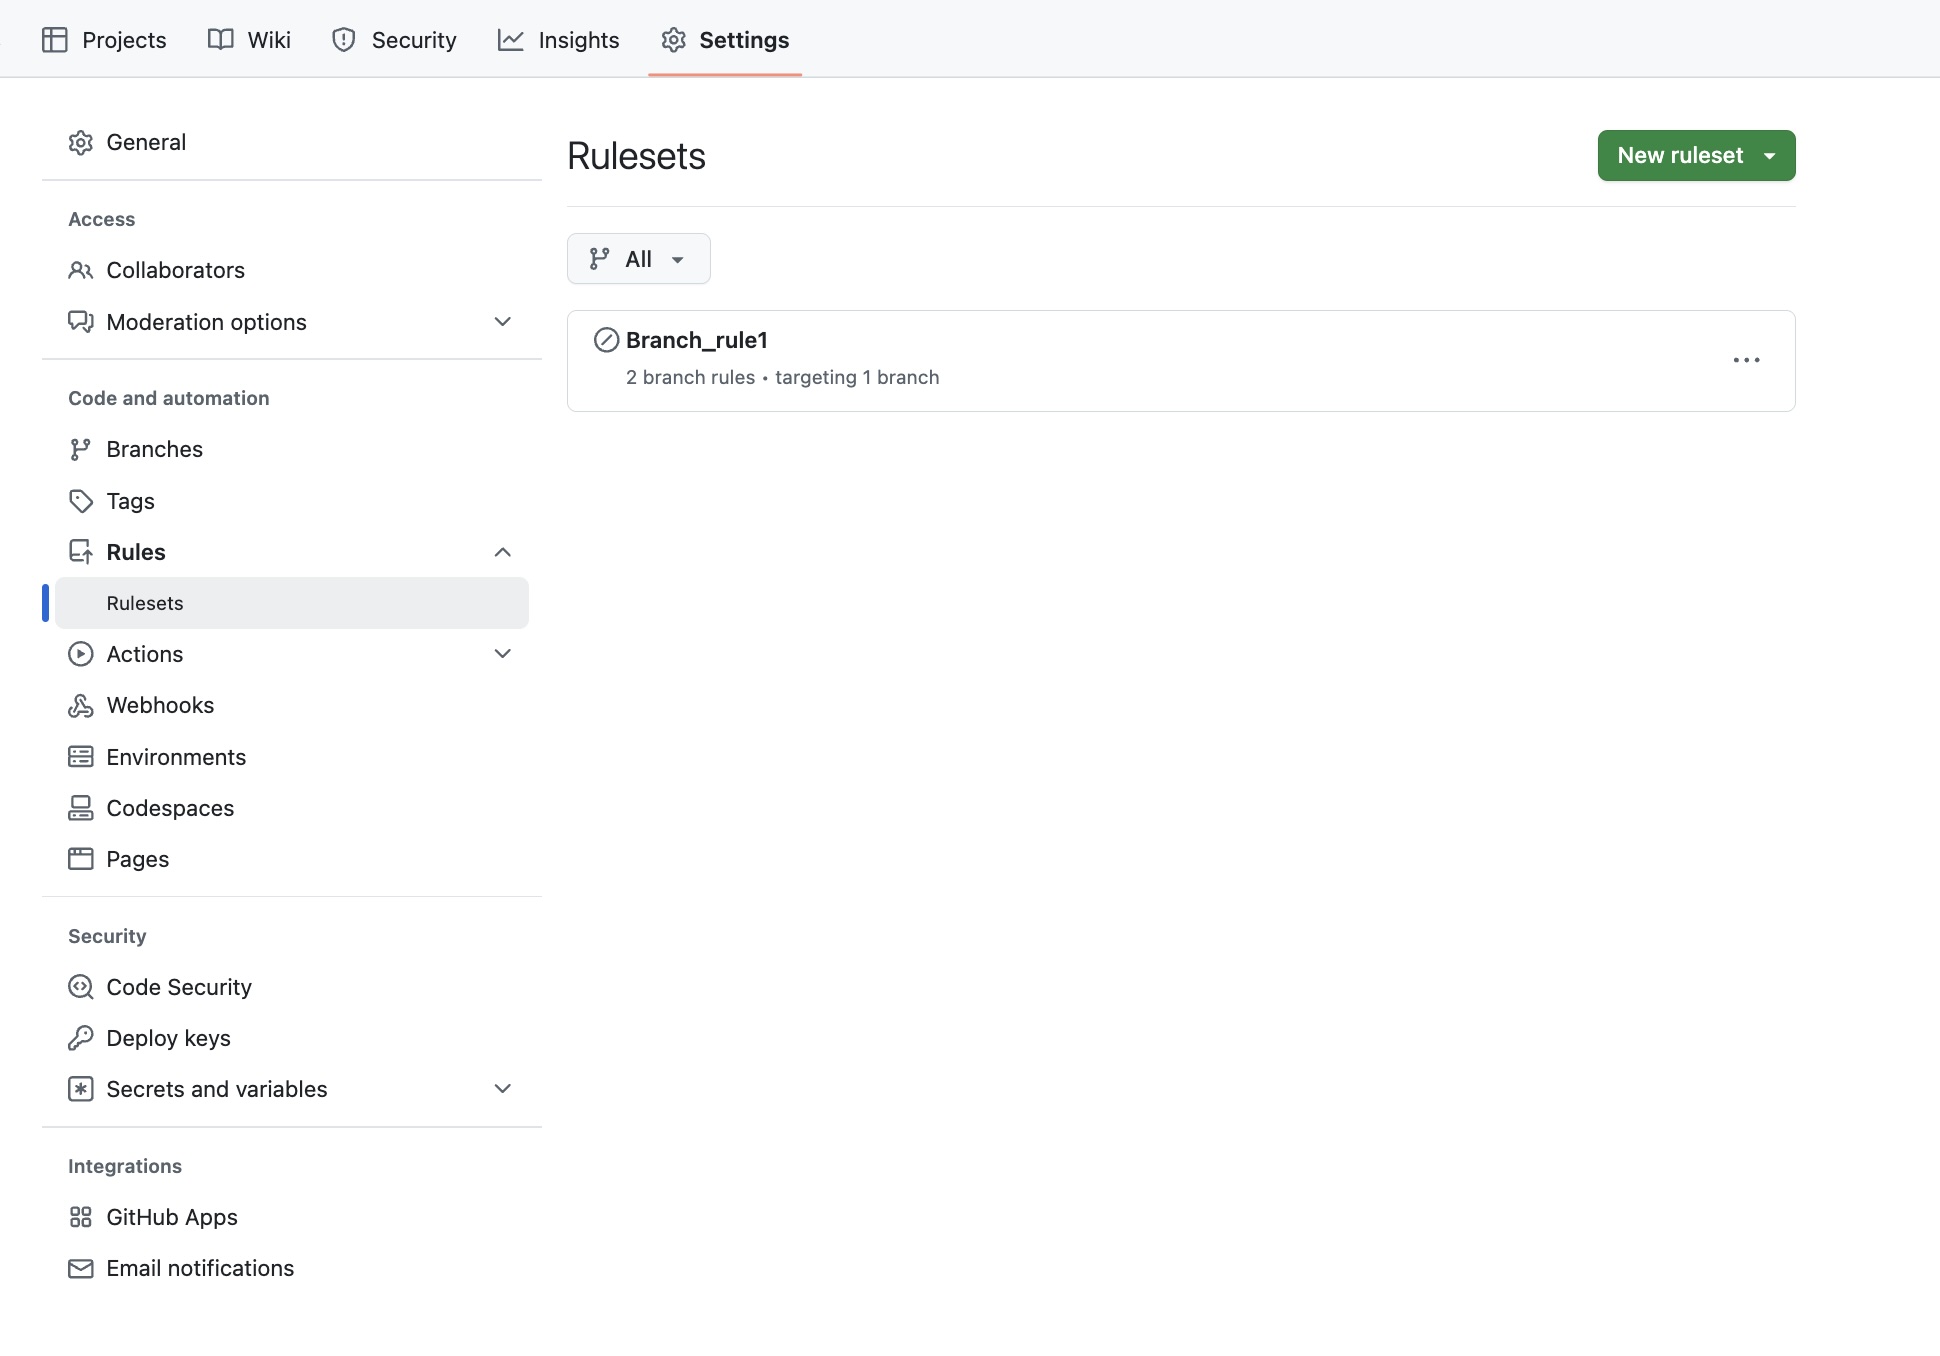 Projects Wiki Security Insights Settings
General
Access
Collaborators
Moderation options
Code and automation
Branches
Tags
Rules
Rulesets
Actions
Webhooks
Environments
Codespaces
Pages
Security
Code Security
Deploy keys
Secrets and variables
Integrations
GitHub Apps
Email notifications
Rulesets
New ruleset
All
Branch_rule1
2 branch rules • targeting 1 branch